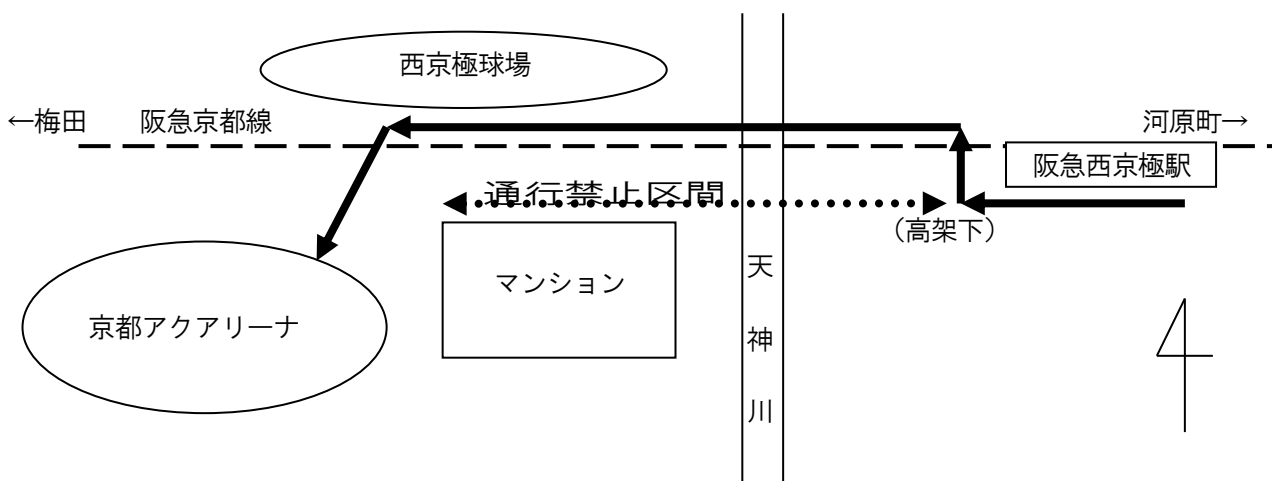 西京極球場
←梅田
阪急京都線
河原町→
阪急西京極駅
通行禁止区間
（高架下）
マンション
天神川
京都アクアリーナ